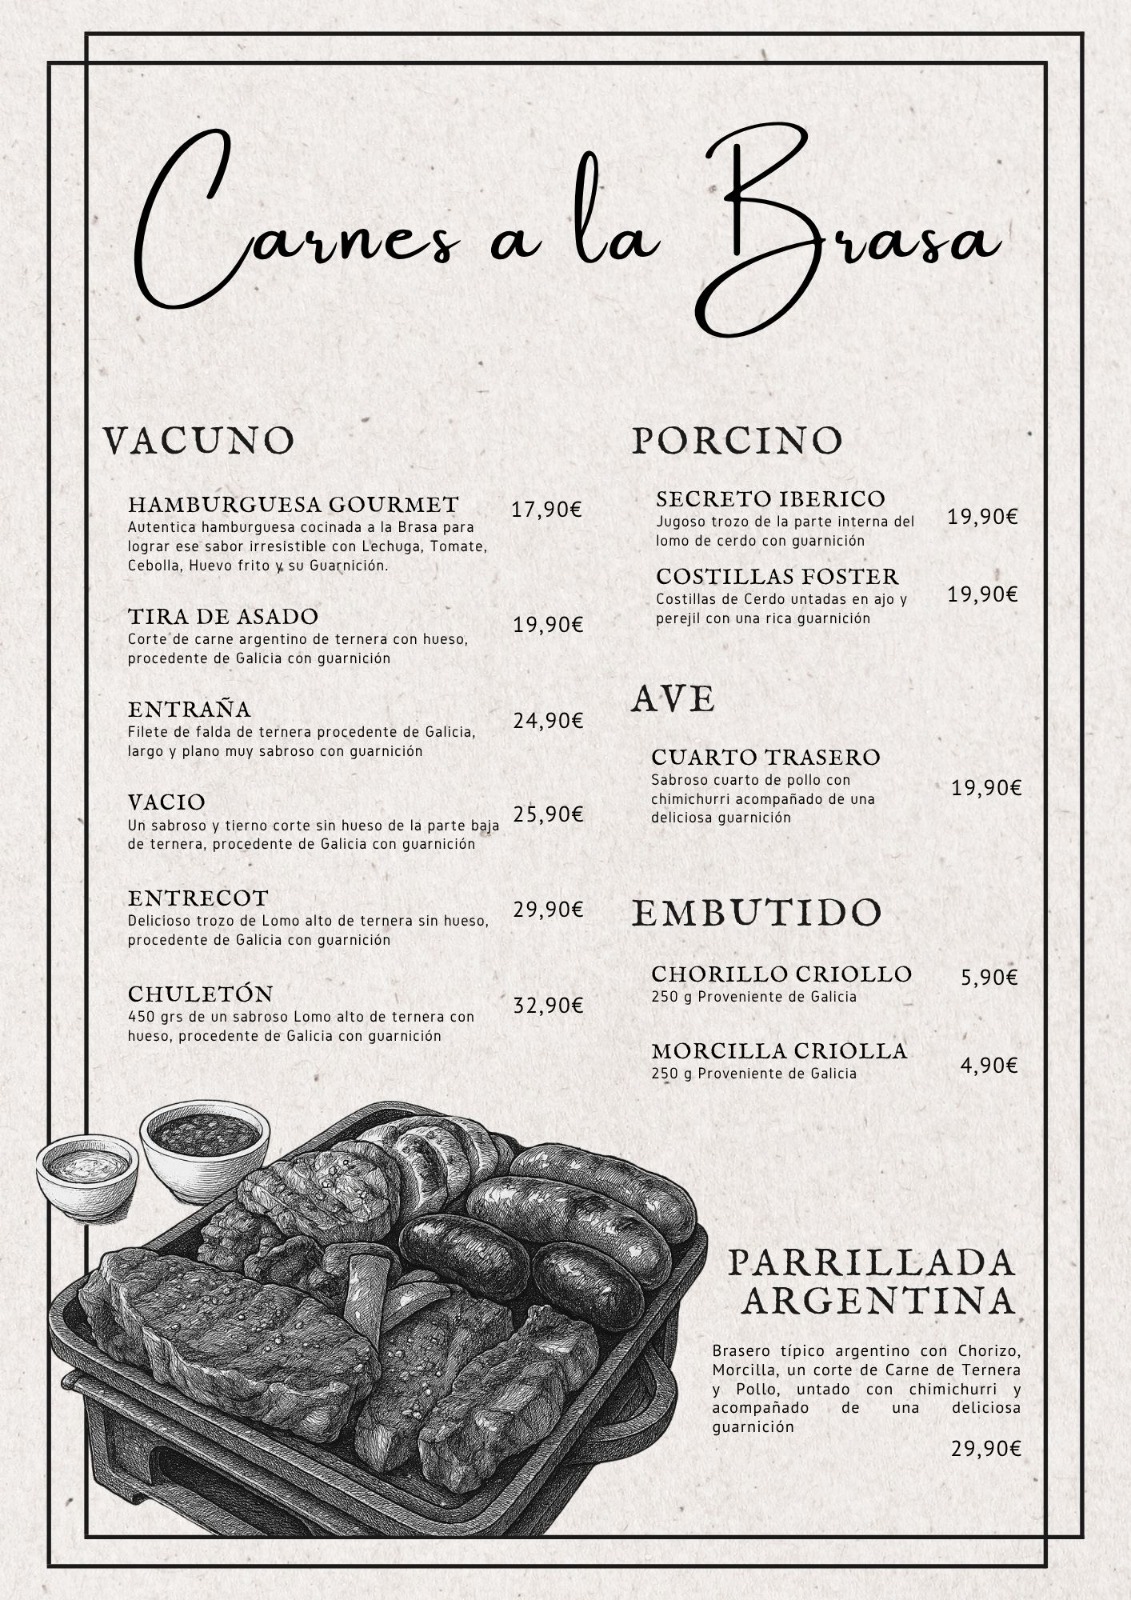 Carnes a la Brasa
VACUNO
HAMBURGUESA GOURMET
17,90€
Autentica hamburguesa cocinada a la Brasa para
lograr ese sabor irresistible con Lechuga, Tomate,
Cebolla, Huevo frito y su Guarnición.
TIRA DE ASADO
19,90€
Corte de carne argentino de ternera con hueso,
procedente de Galicia con guarnición
ENTRAÑA
24,90€
Filete de falda de ternera procedente de Galicia,
largo y plano muy sabroso con guarnición
VACIO
25,90€
Un sabroso y tierno corte sin hueso de la parte baja
de ternera, procedente de Galicia con guarnición
ENTRECOT
29,90€
Delicioso trozo de Lomo alto de ternera sin hueso,
procedente de Galicia con guarnición
CHULETÓN
32,90€
450 grs de un sabroso Lomo alto de ternera con
hueso, procedente de Galicia con guarnición
PORCINO
SECRETO IBERICO
19,90€
Jugoso trozo de la parte interna del
lomo de cerdo con guarnición
COSTILLAS FOSTER
19,90€
Costillas de Cerdo untadas en ajo y
perejil con una rica guarnición
AVE
CUARTO TRASERO
19,90€
Sabroso cuarto de pollo con
chimichurri acompañado de una
deliciosa guarnición
EMBUTIDO
CHORILLO CRIOLLO
5,90€
250 g Proveniente de Galicia
MORCILLA CRIOLLA
4,90€
250 g Proveniente de Galicia
PARRILLADA
ARGENTINA
Brasero típico argentino con Chorizo,
Morcilla, un corte de Carne de Ternera
y Pollo, untado con chimichurri y
acompañado de una deliciosa
guarnición
29,90€